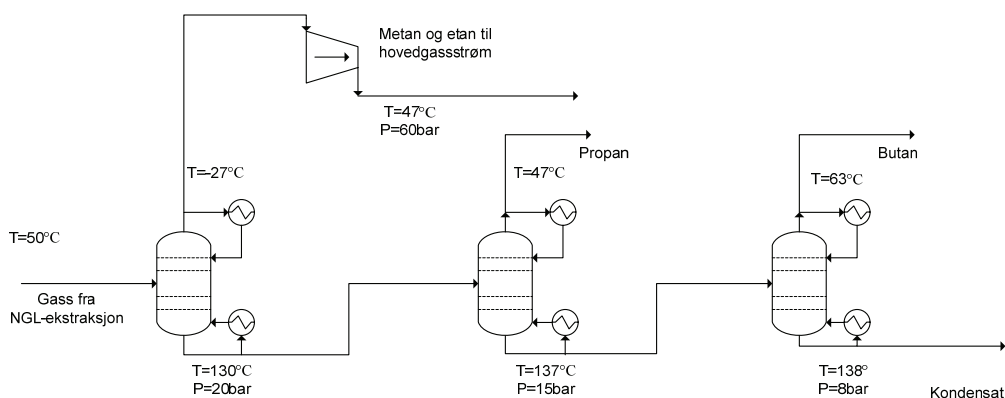 Metan og etan til
hovedgasstrøm
T=47°C
P=60bar
Propan
Butan
T=-27°C
T=47°C
T=63°C
T=50°C
Gass fra
NGL-ekstraksjon
T=130°C
P=20bar
T=137°C
P=15bar
T=138°
P=8bar
Kondensat